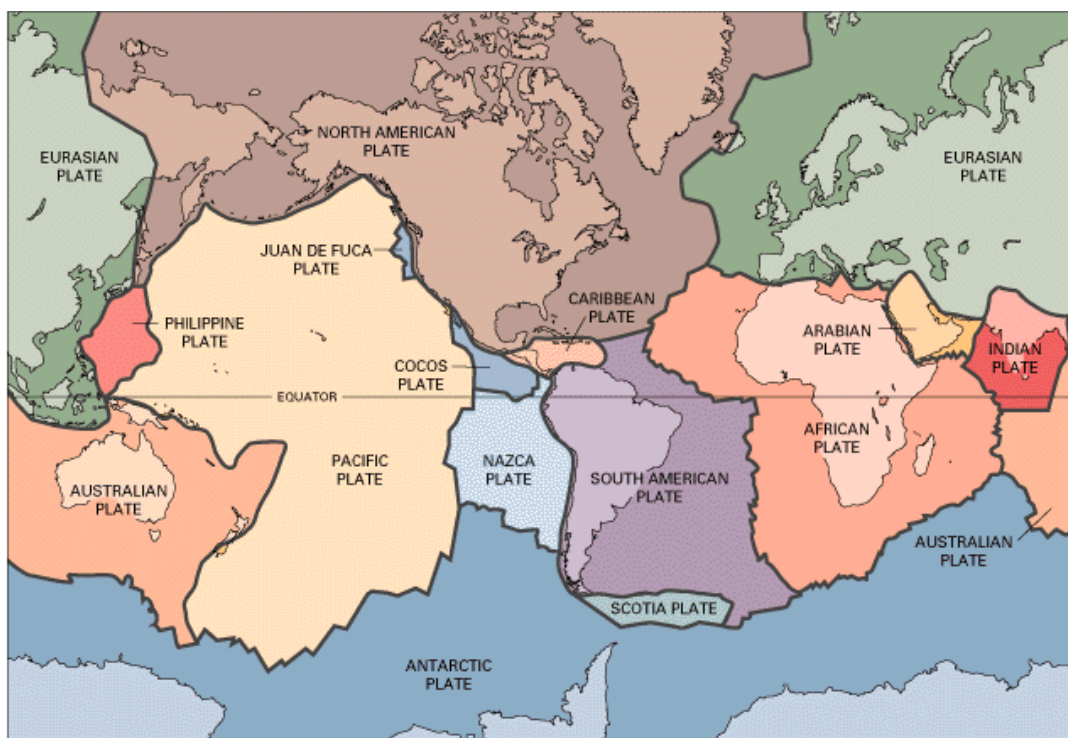 NORTH AMERICAN
PLATE
EURASIAN
PLATE
EURASIAN
PLATE
JUAN DE FUCA
PLATE
CARIBBEAN
PLATE
PHILIPPINE
PLATE
ARABIAN
PLATE
INDIAN
PLATE
COCOS
PLATE
EQUATOR
AFRICAN
PLATE
PACIFIC
PLATE
NAZCA
PLATE
SOUTH AMERICAN
PLATE
AUSTRALIAN
PLATE
AUSTRALIAN
PLATE
SCOTIA PLATE
ANTARCTIC
PLATE